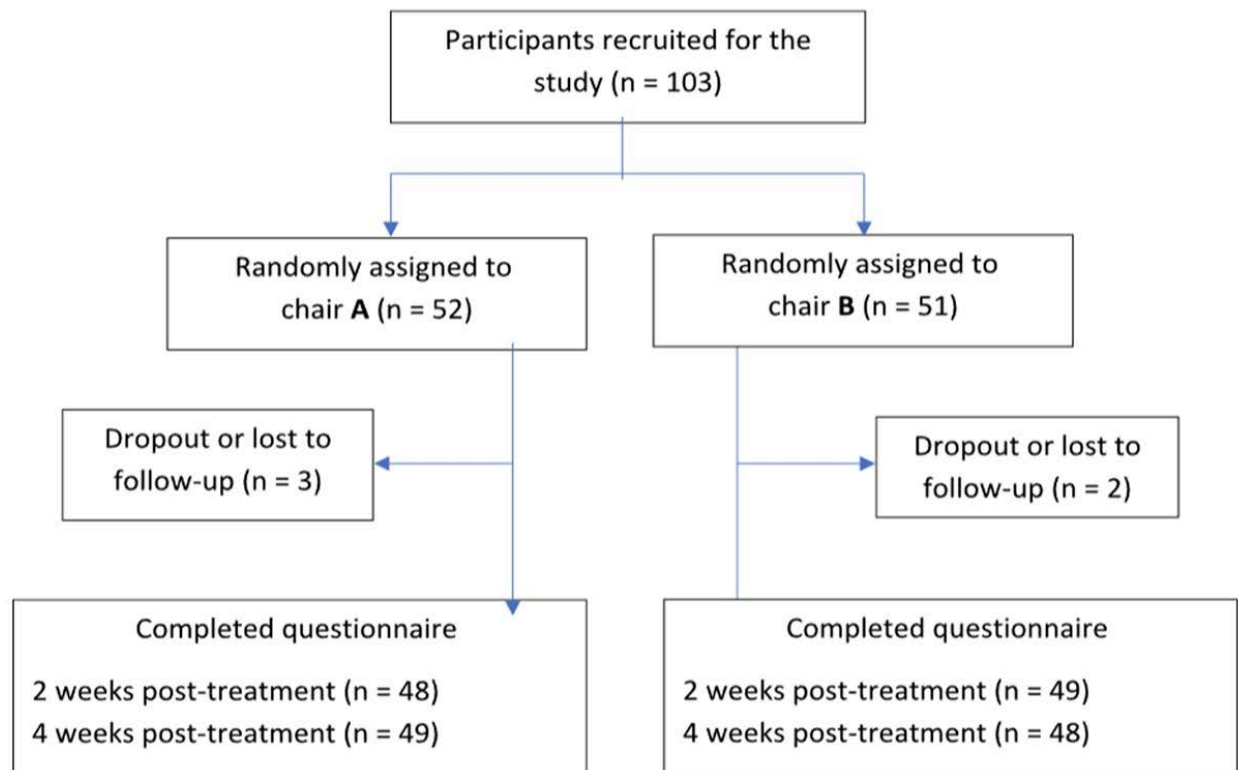 Participants recruited for the
study (n = 103)
Randomly assigned to
chair A (n = 52)
Randomly assigned to
chair B (n = 51)
Dropout or lost to
follow-up (n = 3)
Dropout or lost to
follow-up (n = 2)
Completed questionnaire
2 weeks post-treatment (n = 48)
4 weeks post-treatment (n = 49)
Completed questionnaire
2 weeks post-treatment (n = 49)
4 weeks post-treatment (n = 48)